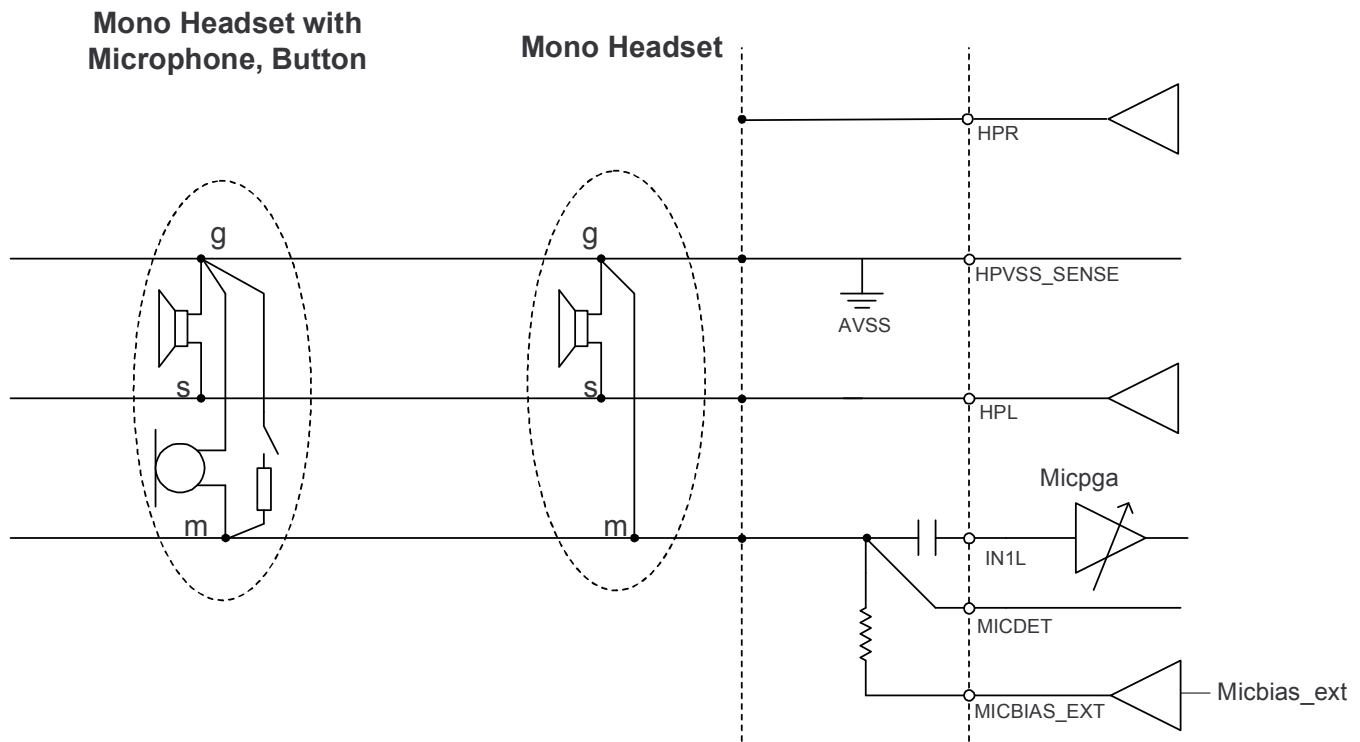 Mono Headset with
Microphone, Button
Mono Headset
HPR
g
g
HPVSS_SENSE
AVSS
s
s
HPL
Micpga
m
m
IN1L
MICDET
Micbias_ext
MICBIAS_EXT